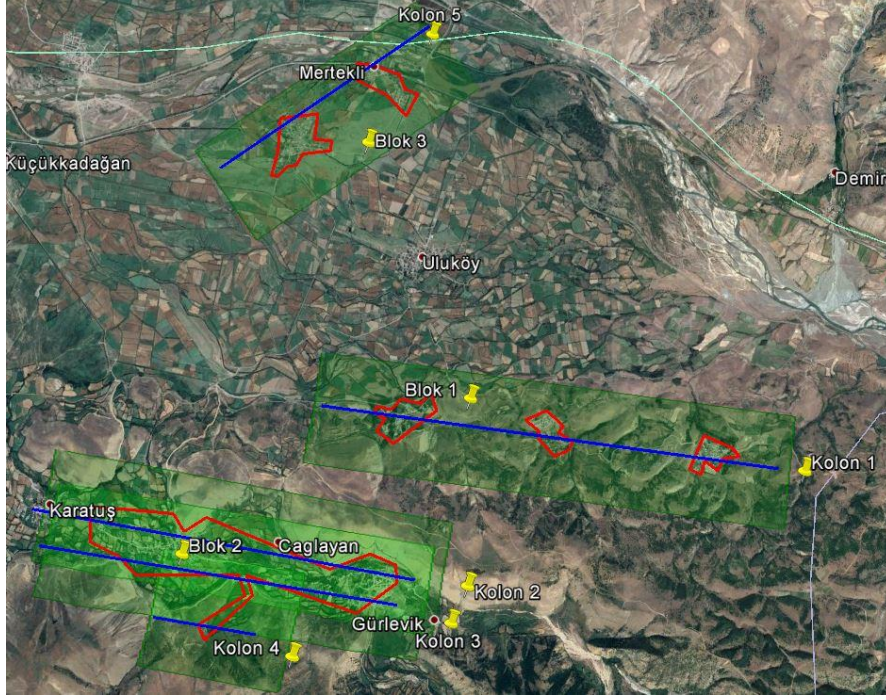 Kolon 5
Mertekli
Blok 3
Küçükkadağan
Demir
Uluköy
Blok 1
Kolon 1
Karatuş
Blok 2
Caglayan
Kolon 2
Gürlevik
Kolon 3
Kolon 4